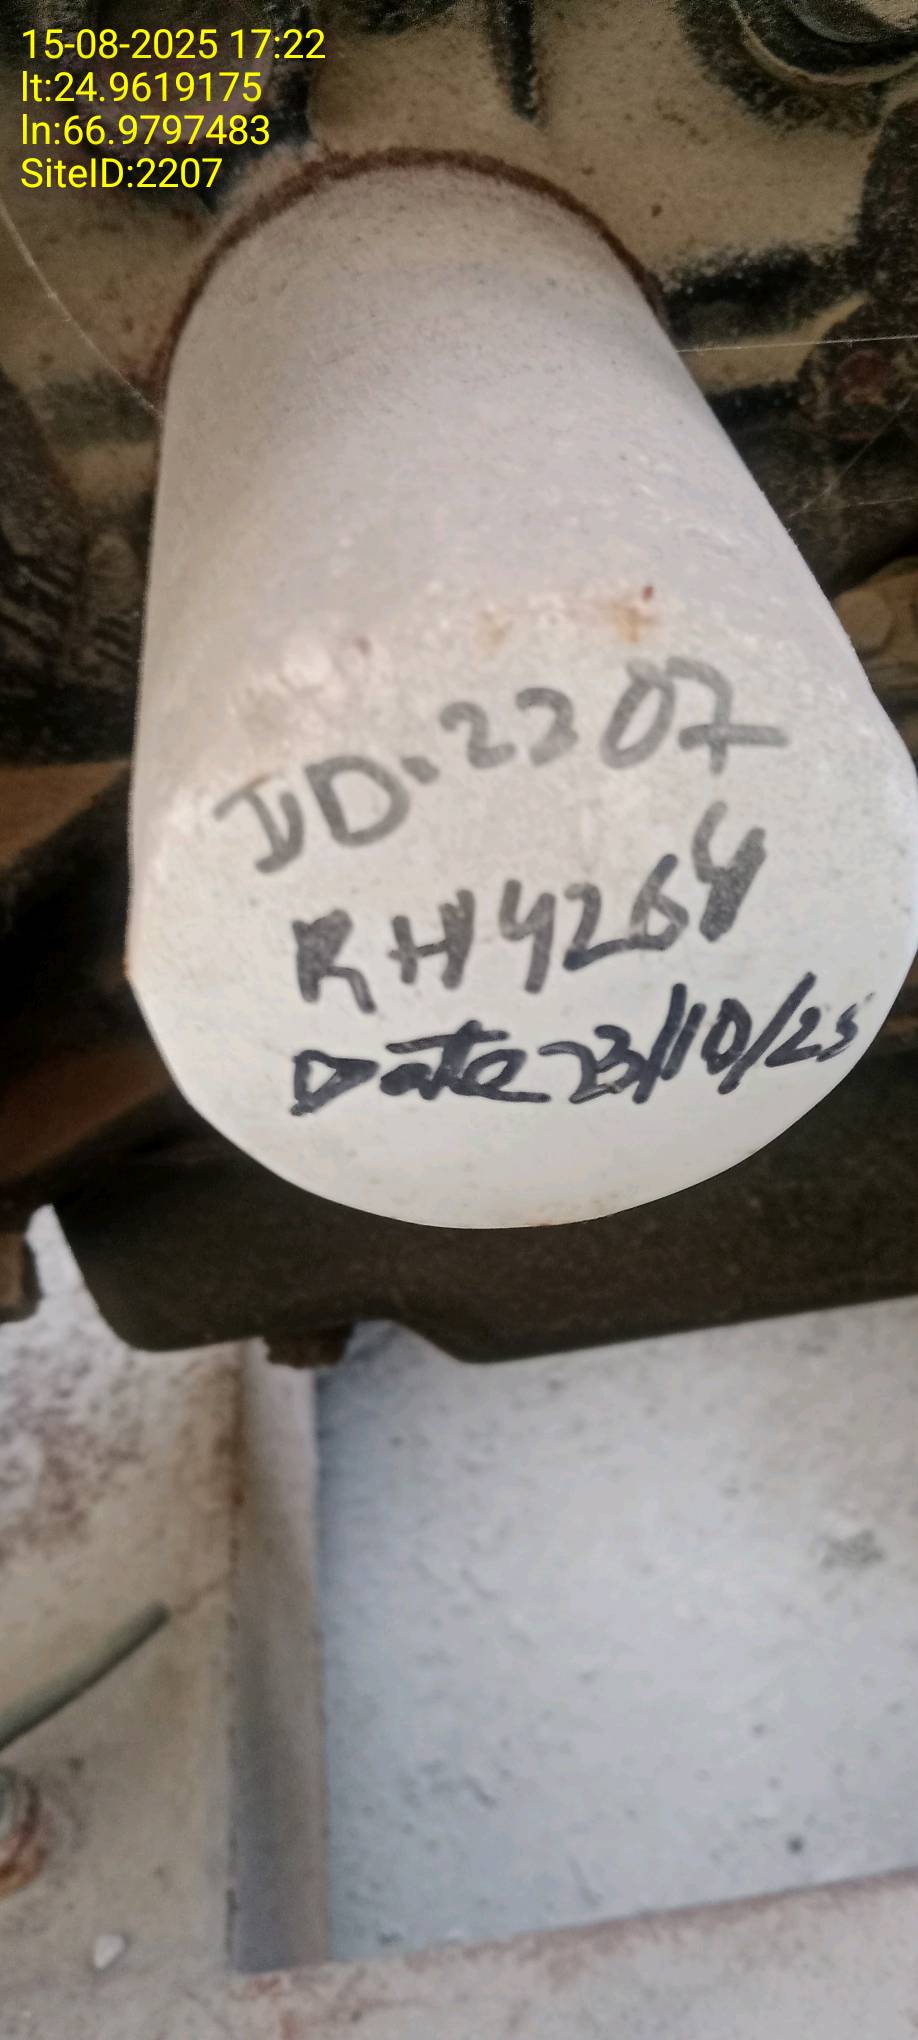 15-08-2025 17:22
lt:24.9619175
ln:66.9797483
SiteID:2207
ID.2207
RH4264
Date 23/10/25